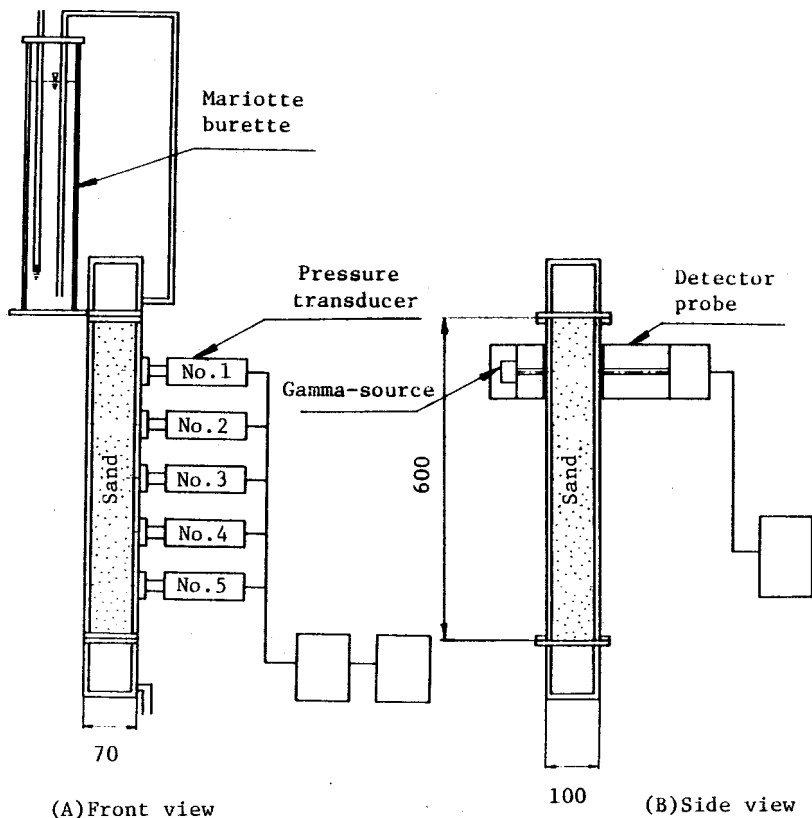 Mariotte
burette
Pressure
transducer
Detector
probe
No.1
Gamma-source
No.2
No.3
No.4
No.5
Sand
600
Sand
70
100
(A)Front view
(B)Side view